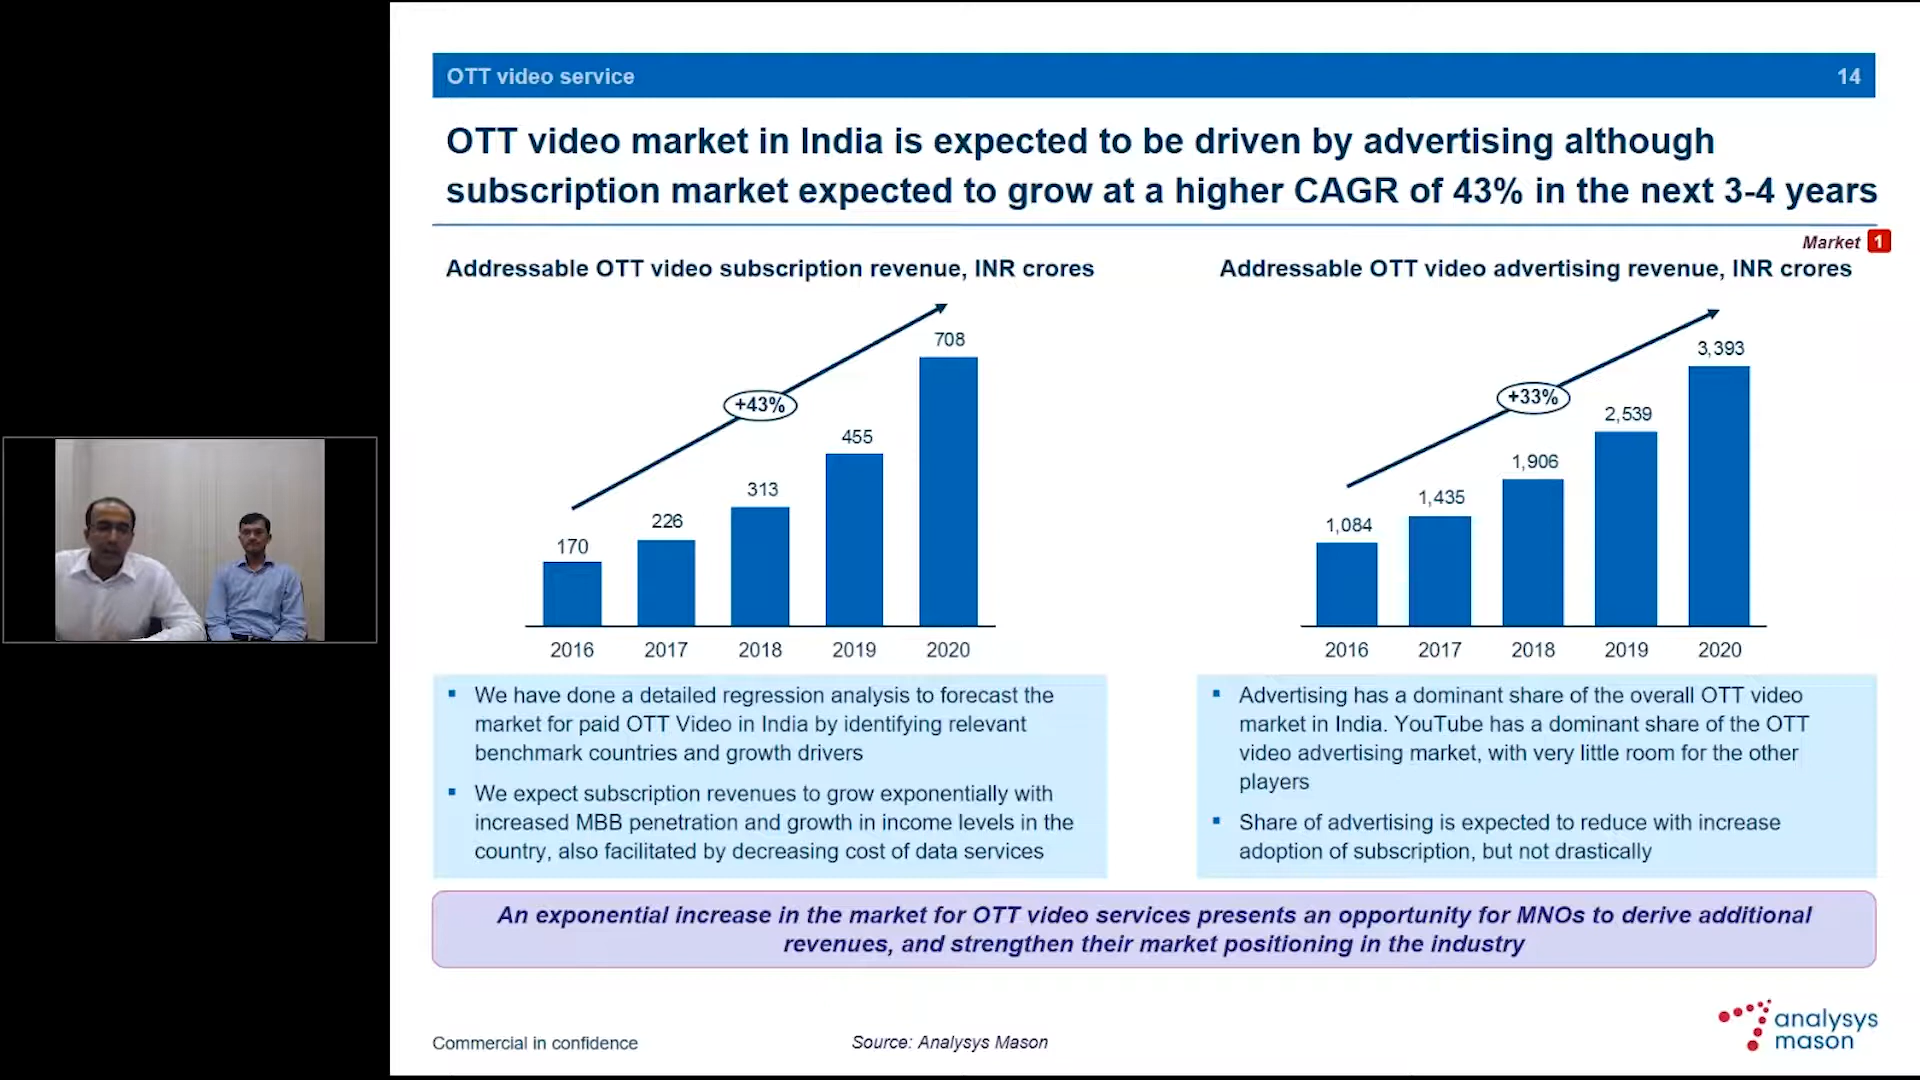 OTT video service
14
OTT video market in India is expected to be driven by advertising although
subscription market expected to grow at a higher CAGR of 43% in the next 3-4 years
Market 1
Addressable OTT video subscription revenue, INR crores
+43%
170
226
313
455
708
2016
2017
2018
2019
2020
Addressable OTT video advertising revenue, INR crores
+33%
1,084
1,435
1,906
2,539
3,393
2016
2017
2018
2019
2020
▪ We have done a detailed regression analysis to forecast the
market for paid OTT Video in India by identifying relevant
benchmark countries and growth drivers
▪ We expect subscription revenues to grow exponentially with
increased MBB penetration and growth in income levels in the
country, also facilitated by decreasing cost of data services
▪ Advertising has a dominant share of the overall OTT video
market in India. YouTube has a dominant share of the OTT
video advertising market, with very little room for the other
players
▪ Share of advertising is expected to reduce with increase
adoption of subscription, but not drastically
An exponential increase in the market for OTT video services presents an opportunity for MNOs to derive additional
revenues, and strengthen their market positioning in the industry
Commercial in confidence
Source: Analysys Mason
analysys
mason